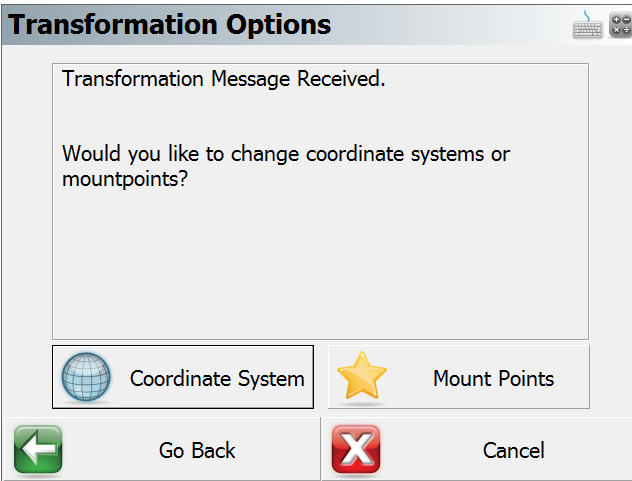 Transformation Options
Transformation Message Received.
Would you like to change coordinate systems or
mountpoints?
Coordinate System
Mount Points
Go Back
Cancel